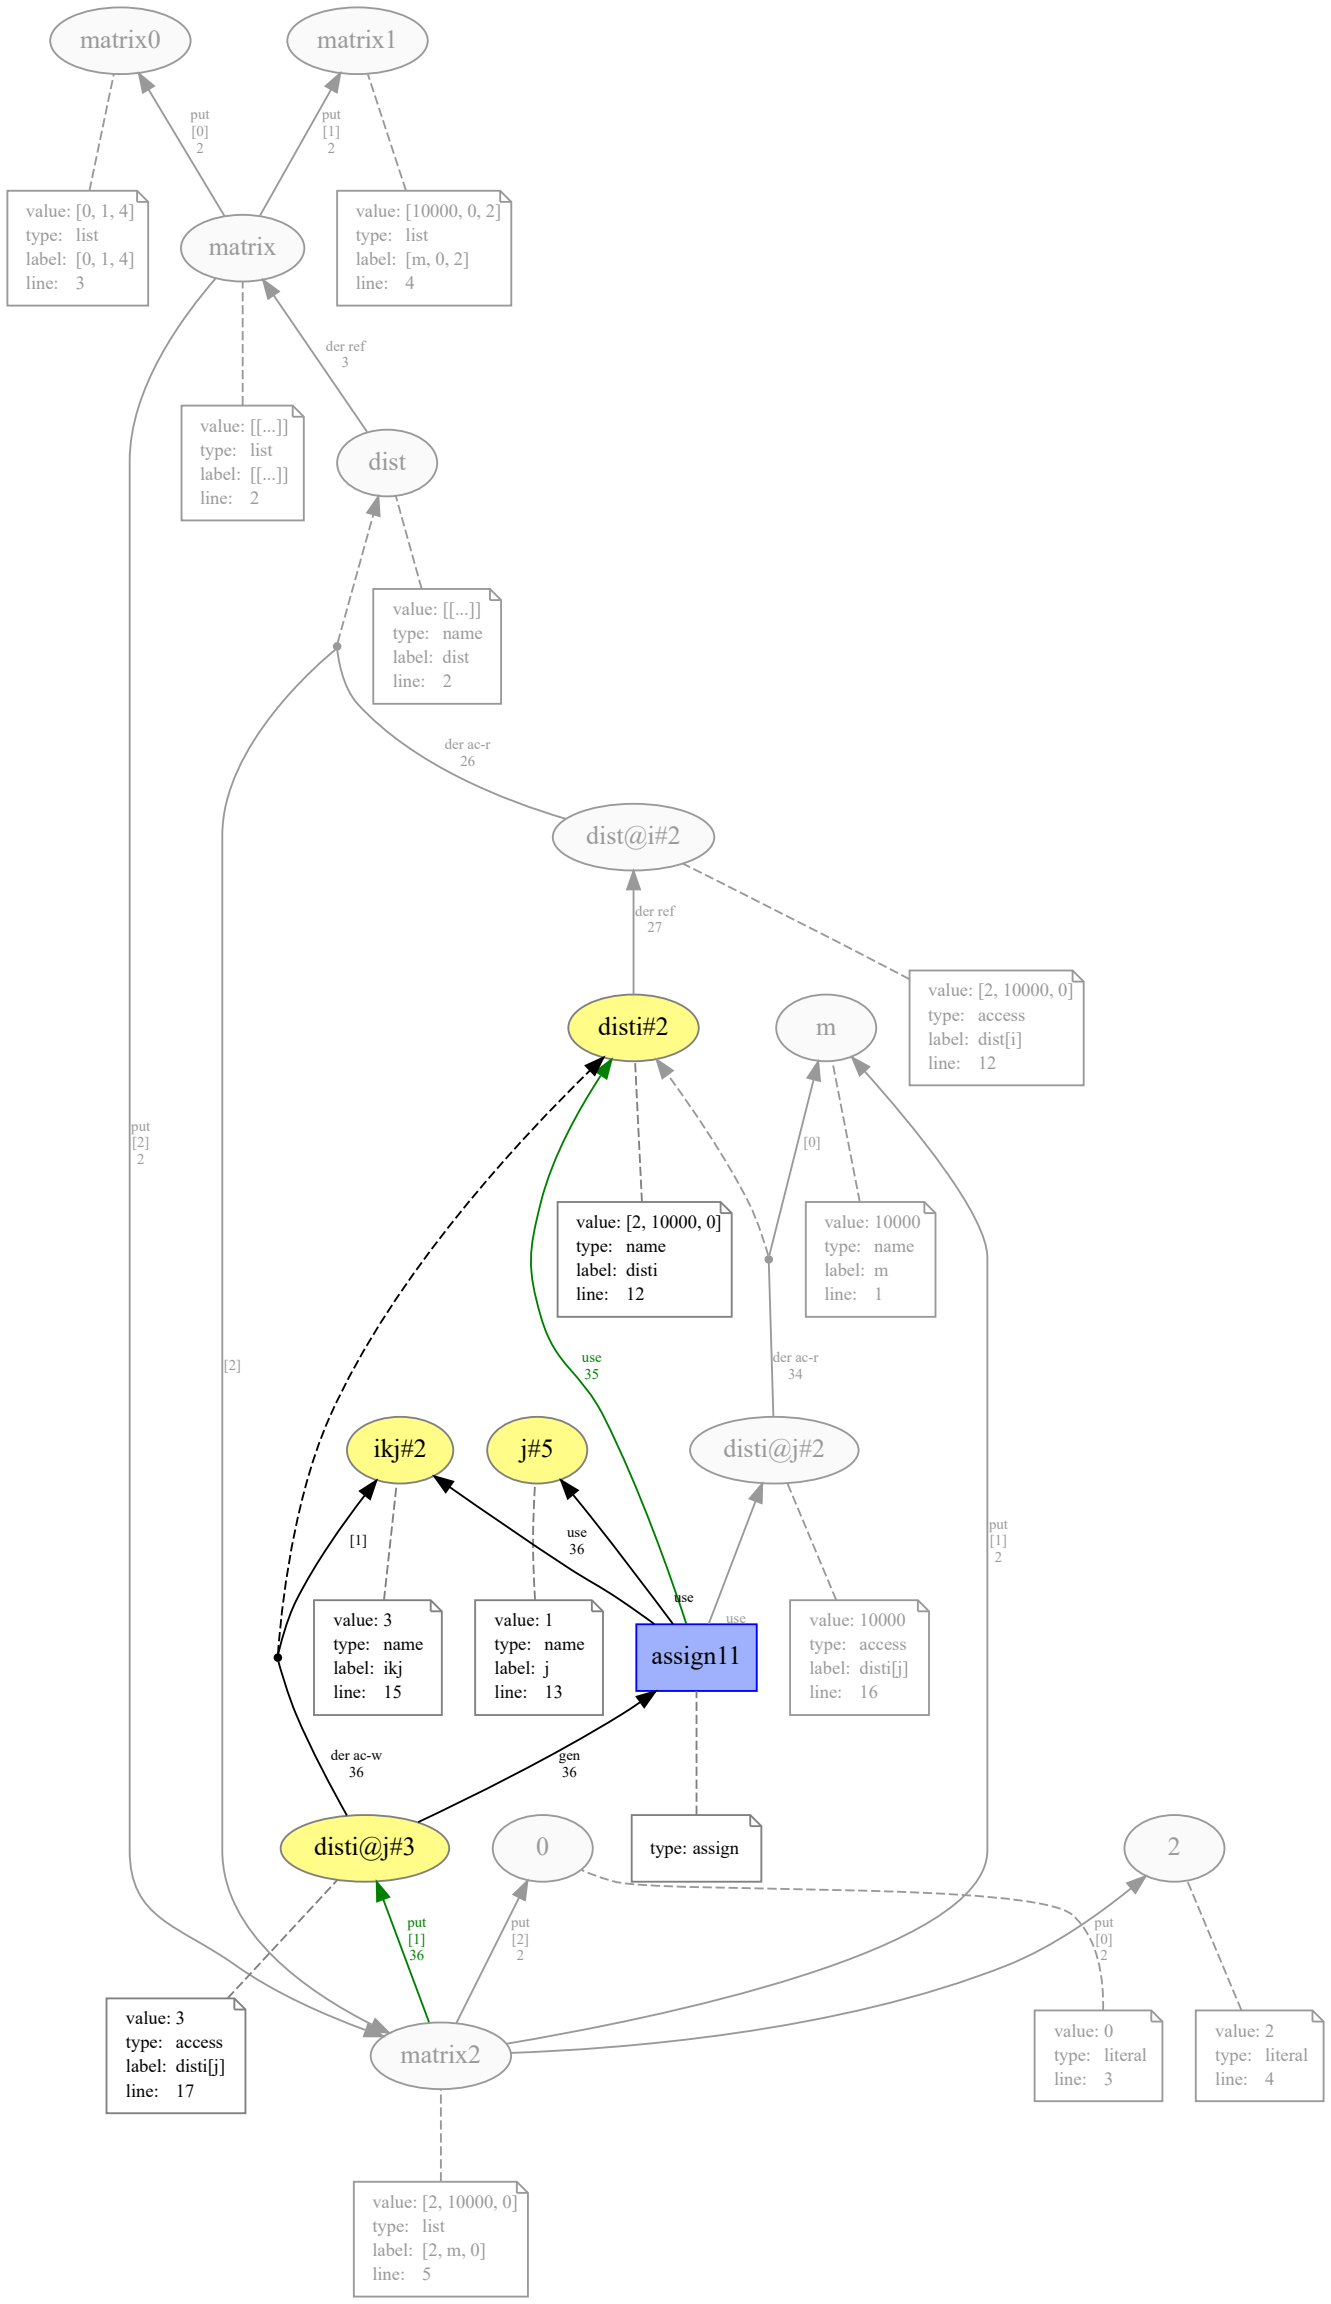 matrix0
matrix1
put
[0]
2
put
[1]
2
value: [0, 1, 4]
type: list
label: [0, 1, 4]
line: 3
matrix
value: [10000, 0, 2]
type: list
label: [m, 0, 2]
line: 4
der ref
3
value: [[...]]
type: list
label: [[...]]
line: 2
dist
value: [[...]]
type: name
label: dist
line: 2
der ac-r
26
dist@i#2
der ref
27
value: [2, 10000, 0]
type: access
label: dist[i]
line: 12
disti#2
m
put
[2]
2
[0]
value: [2, 10000, 0]
type: name
label: disti
line: 12
value: 10000
type: name
label: m
line: 1
[2]
use
35
der ac-r
34
ikj#2
j#5
disti@j#2
[1]
use
36
put
[1]
2
use
use
value: 3
type: name
label: ikj
line: 15
value: 1
type: name
label: j
line: 13
assign11
value: 10000
type: access
label: disti[j]
line: 16
der ac-w
36
gen
36
disti@j#3
0
type: assign
2
put
[1]
36
put
[2]
2
put
[0]
2
value: 3
type: access
label: disti[j]
line: 17
matrix2
value: 0
type: literal
line: 3
value: 2
type: literal
line: 4
value: [2, 10000, 0]
type: list
label: [2, m, 0]
line: 5